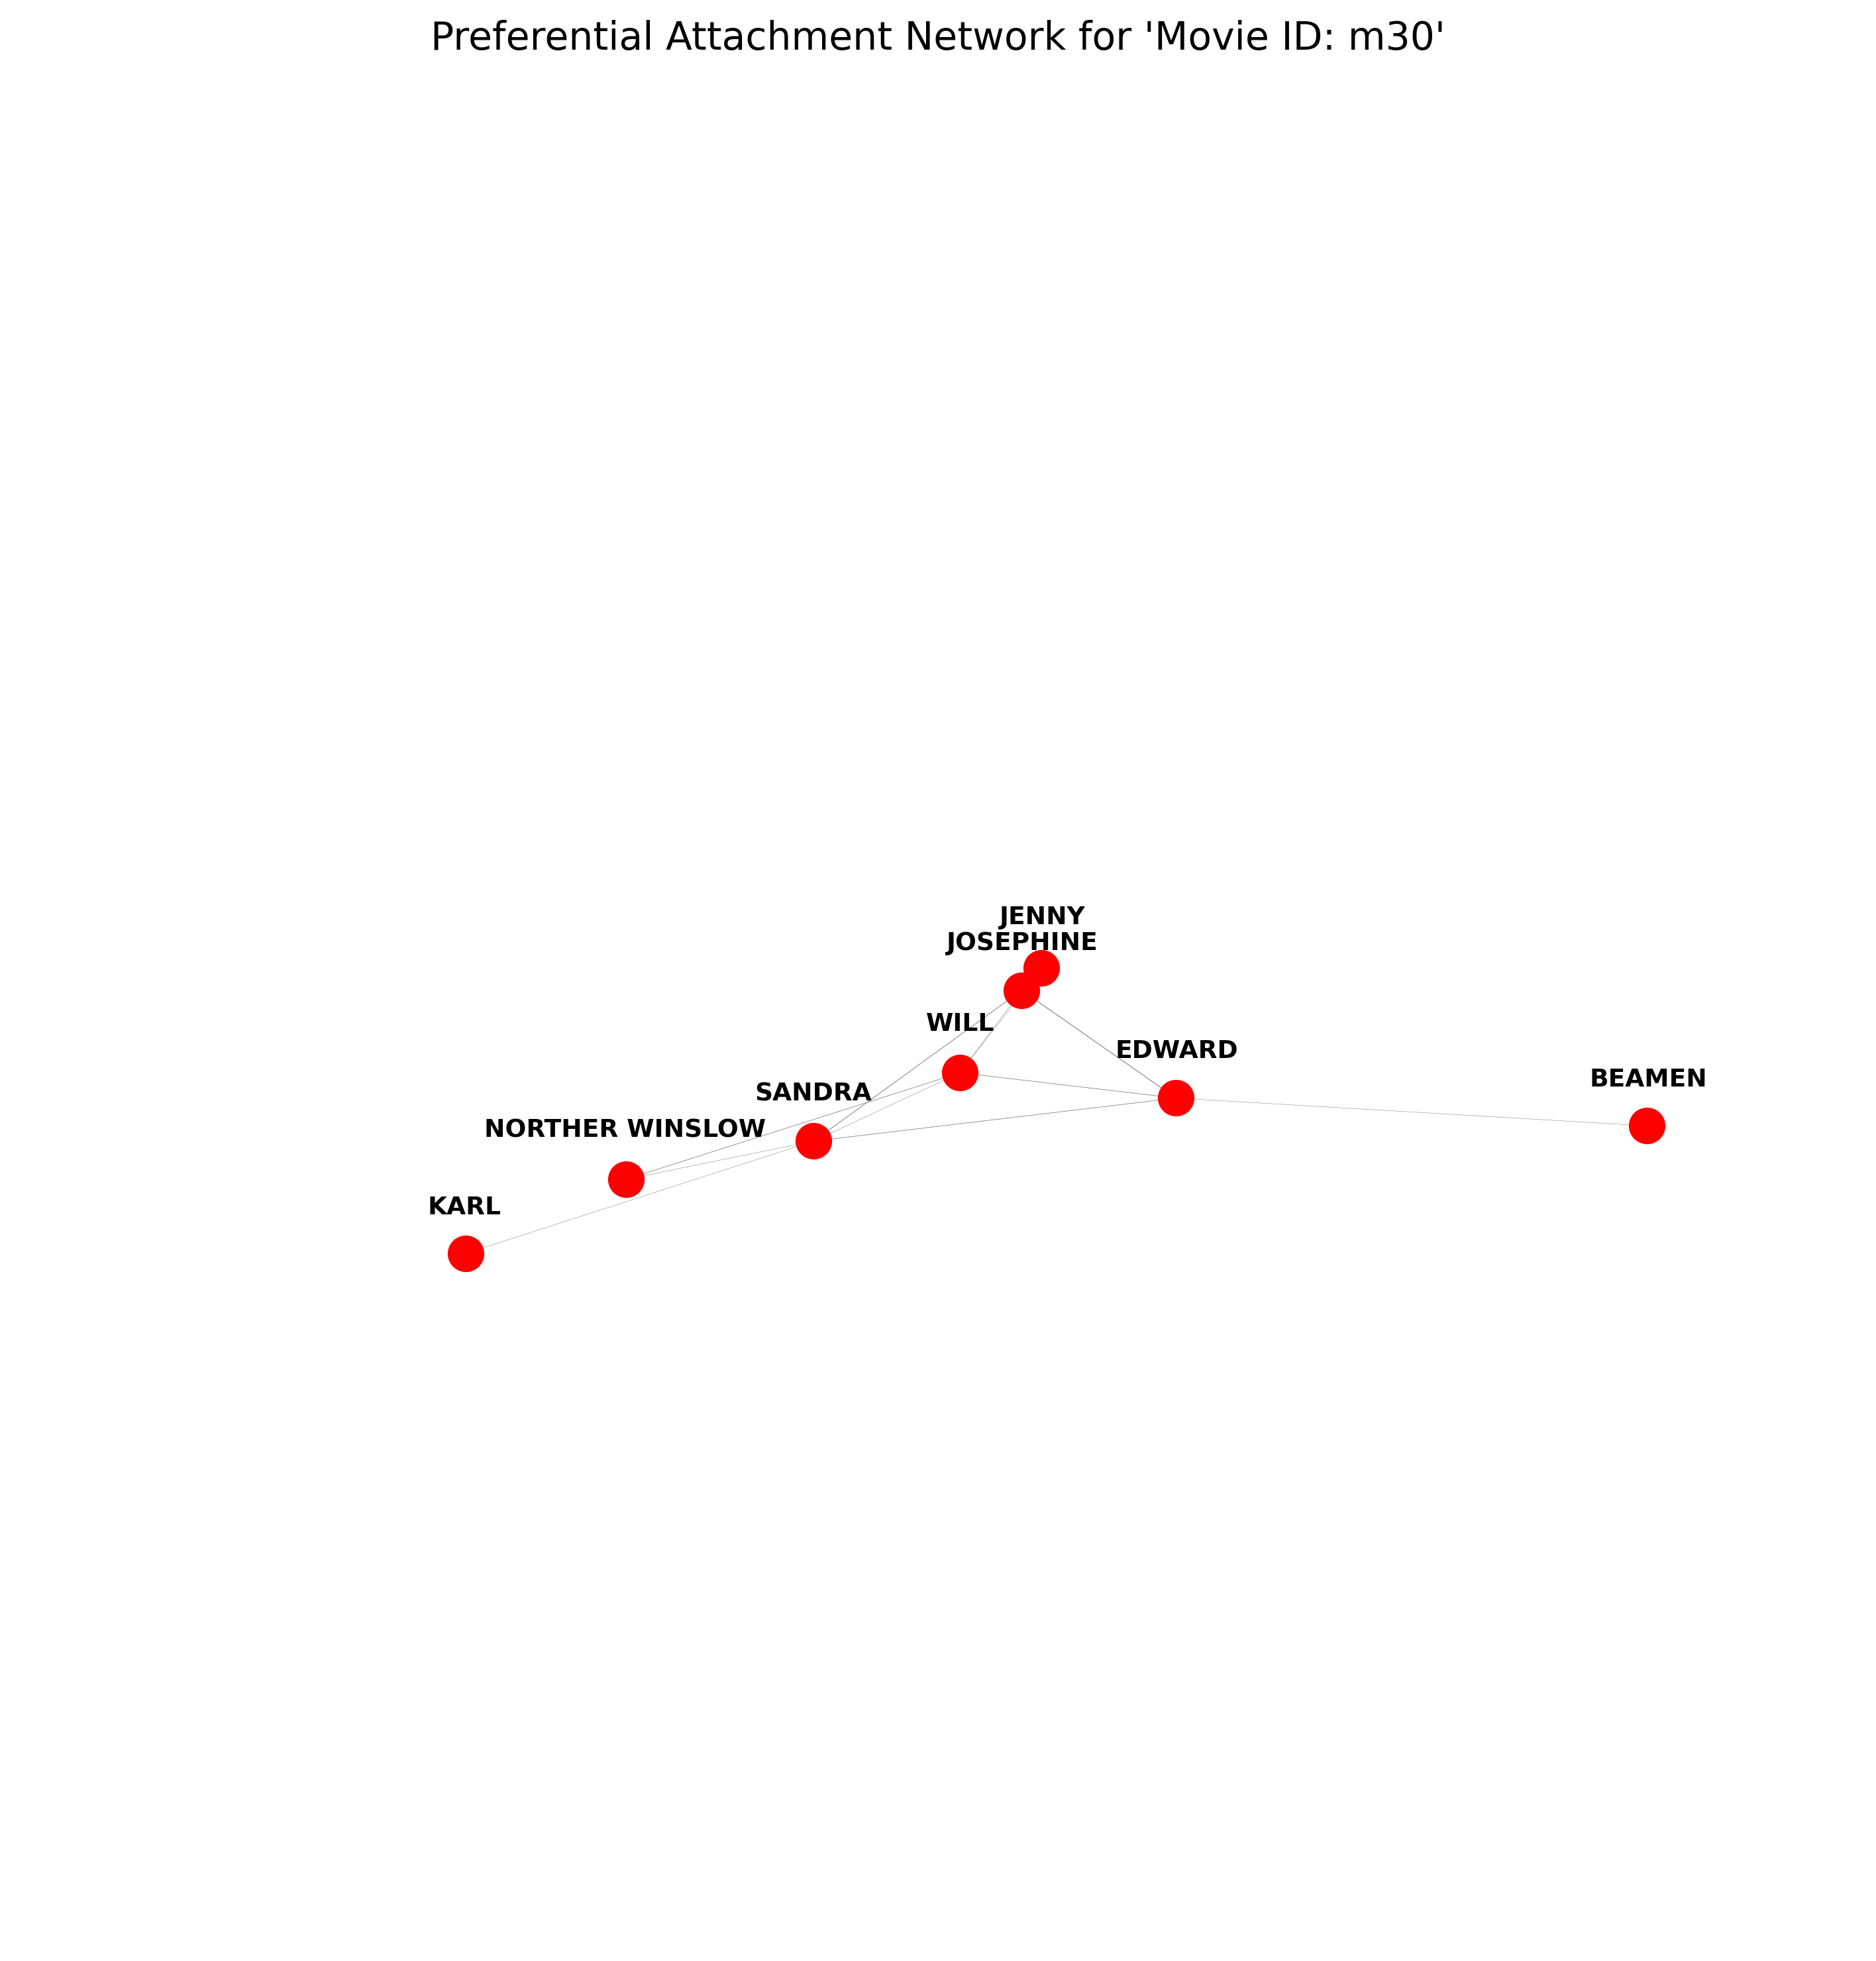 Preferential Attachment Network for 'Movie ID: m30'
JENNY
JOSEPHINE
WILL
EDWARD
BEAMEN
SANDRA
NORTHER WINSLOW
KARL